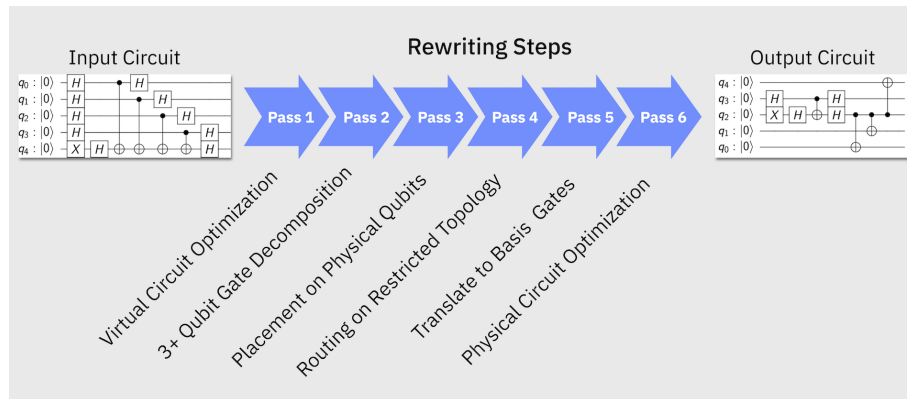 Rewriting Steps
Input Circuit
Output Circuit
q₀ : |0⟩ H H
q₁ : |0⟩ H H
q₂ : |0⟩ H H
q₃ : |0⟩ H H
q₄ : |0⟩ X H H
Pass 1
Pass 2
Pass 3
Pass 4
Pass 5
Pass 6
q₄ : |0⟩
q₃ : |0⟩ H H
q₂ : |0⟩ X H H
q₁ : |0⟩
q₀ : |0⟩
Virtual Circuit Optimization
3+ Qubit Gate Decomposition
Placement on Physical Qubits
Routing on Restricted Topology
Translate to Basis Gates
Physical Circuit Optimization